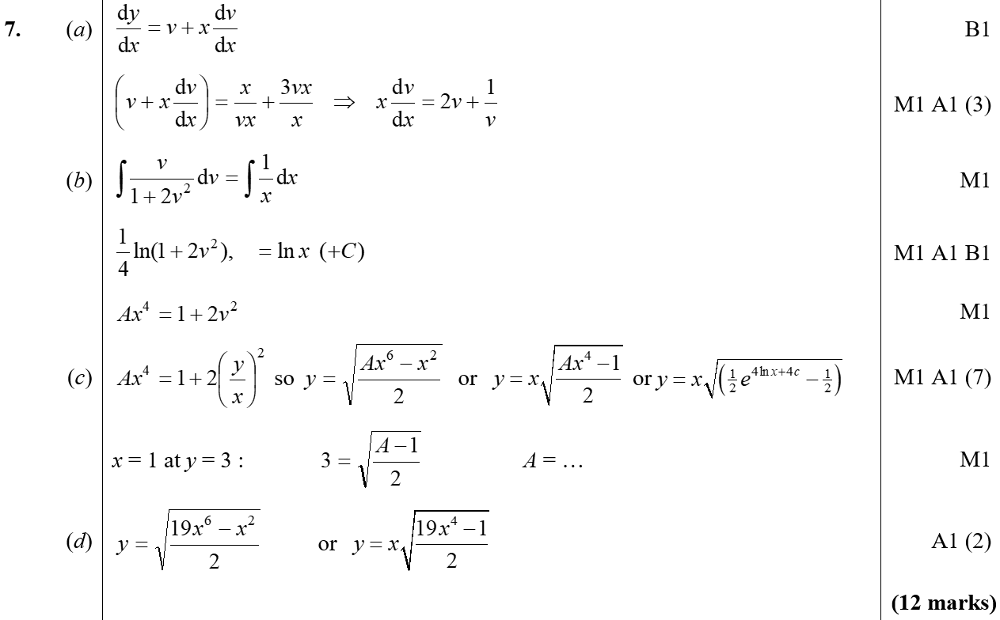 7. (a) dy/dx = v + x dv/dx B1
(v + x dv/dx) = x/vx + 3vx/x ⇒ x dv/dx = 2v + 1/v M1 A1 (3)
(b) ∫ v/(1 + 2v²) dv = ∫ 1/x dx M1
1/4 ln(1 + 2v²), = ln x (+C) M1 A1 B1
Ax⁴ = 1 + 2v² M1
(c) Ax⁴ = 1 + 2(y/x)² so y = √((Ax⁶ − x²)/2) or y = x√((Ax⁴ − 1)/2) or y = x√(½e^(4 ln x+4c) − ½) M1 A1 (7)
x = 1 at y = 3 : 3 = √((A − 1)/2) A = … M1
(d) y = √((19x⁶ − x²)/2) or y = x√((19x⁴ − 1)/2) A1 (2)
(12 marks)